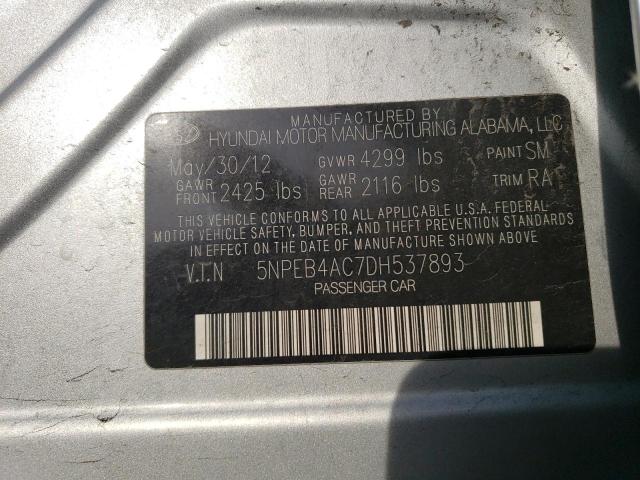 MANUFACTURED BY
HYUNDAI MOTOR MANUFACTURING ALABAMA, LLC
May/30/12 GVWR 4299 lbs PAINT SM
GAWR FRONT 2425 lbs GAWR REAR 2116 lbs TRIM RA
THIS VEHICLE CONFORMS TO ALL APPLICABLE U.S.A. FEDERAL
MOTOR VEHICLE SAFETY, BUMPER, AND THEFT PREVENTION STANDARDS
IN EFFECT ON THE DATE OF MANUFACTURE SHOWN ABOVE
V.I.N 5NPEB4AC7DH537893
PASSENGER CAR